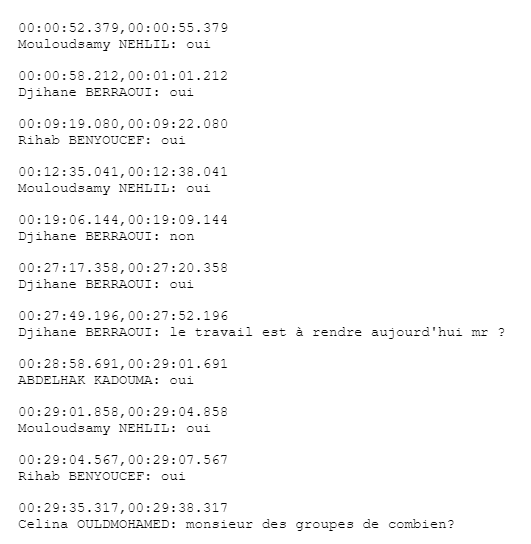 00:00:52.379,00:00:55.379
Mouloudsamy NEHLIL: oui
00:00:58.212,00:01:01.212
Djihane BERRAOUI: oui
00:09:19.080,00:09:22.080
Rihab BENYOUCEF: oui
00:12:35.041,00:12:38.041
Mouloudsamy NEHLIL: oui
00:19:06.144,00:19:09.144
Djihane BERRAOUI: non
00:27:17.358,00:27:20.358
Djihane BERRAOUI: oui
00:27:49.196,00:27:52.196
Djihane BERRAOUI: le travail est à rendre aujourd'hui mr ?
00:28:58.691,00:29:01.691
ABDELHAK KADOUMA: oui
00:29:01.858,00:29:04.858
Mouloudsamy NEHLIL: oui
00:29:04.567,00:29:07.567
Rihab BENYOUCEF: oui
00:29:35.317,00:29:38.317
Celina OULDMOHAMED: monsieur des groupes de combien?